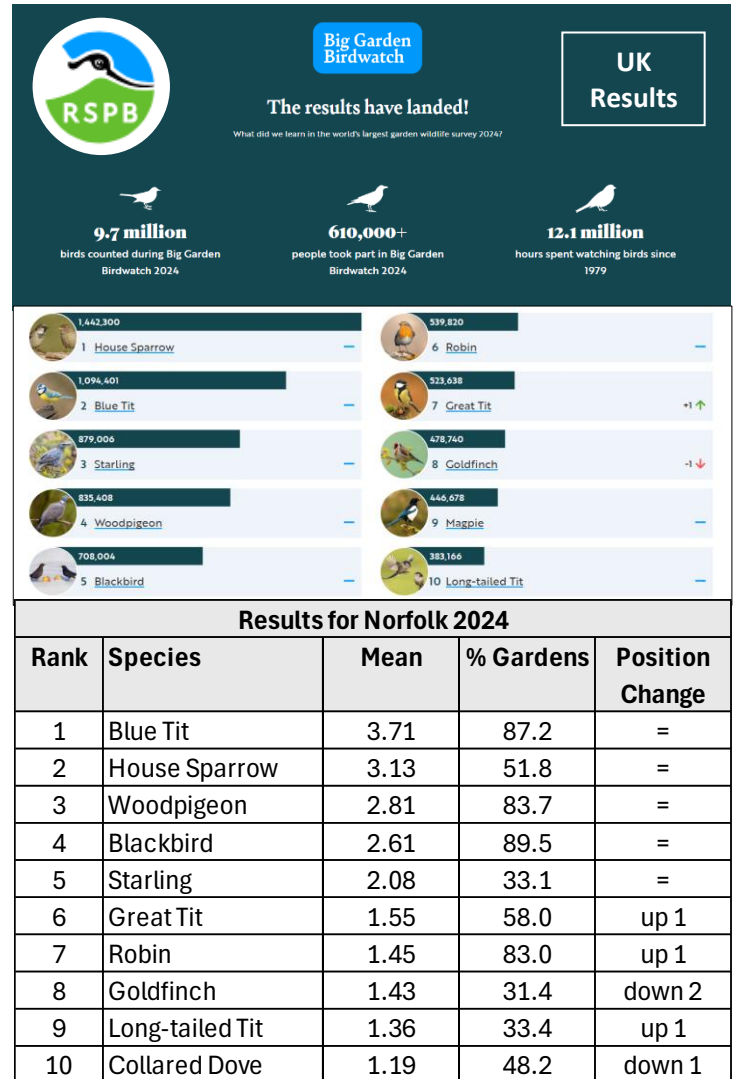 RSPB
Big Garden
Birdwatch
UK
Results
The results have landed!
What did we learn in the world's largest garden wildlife survey 2024?
9.7 million
birds counted during Big Garden
Birdwatch 2024
610,000+
people took part in Big Garden
Birdwatch 2024
12.1 million
hours spent watching birds since
1979
1,442,300
1 House Sparrow –
1,094,401
2 Blue Tit –
879,006
3 Starling –
835,408
4 Woodpigeon –
708,004
5 Blackbird –
539,820
6 Robin –
523,638
7 Great Tit +1 ↑
478,740
8 Goldfinch -1 ↓
446,678
9 Magpie –
383,166
10 Long-tailed Tit –
Results for Norfolk 2024
Rank Species Mean % Gardens Position
Change
1 Blue Tit 3.71 87.2 =
2 House Sparrow 3.13 51.8 =
3 Woodpigeon 2.81 83.7 =
4 Blackbird 2.61 89.5 =
5 Starling 2.08 33.1 =
6 Great Tit 1.55 58.0 up 1
7 Robin 1.45 83.0 up 1
8 Goldfinch 1.43 31.4 down 2
9 Long-tailed Tit 1.36 33.4 up 1
10 Collared Dove 1.19 48.2 down 1